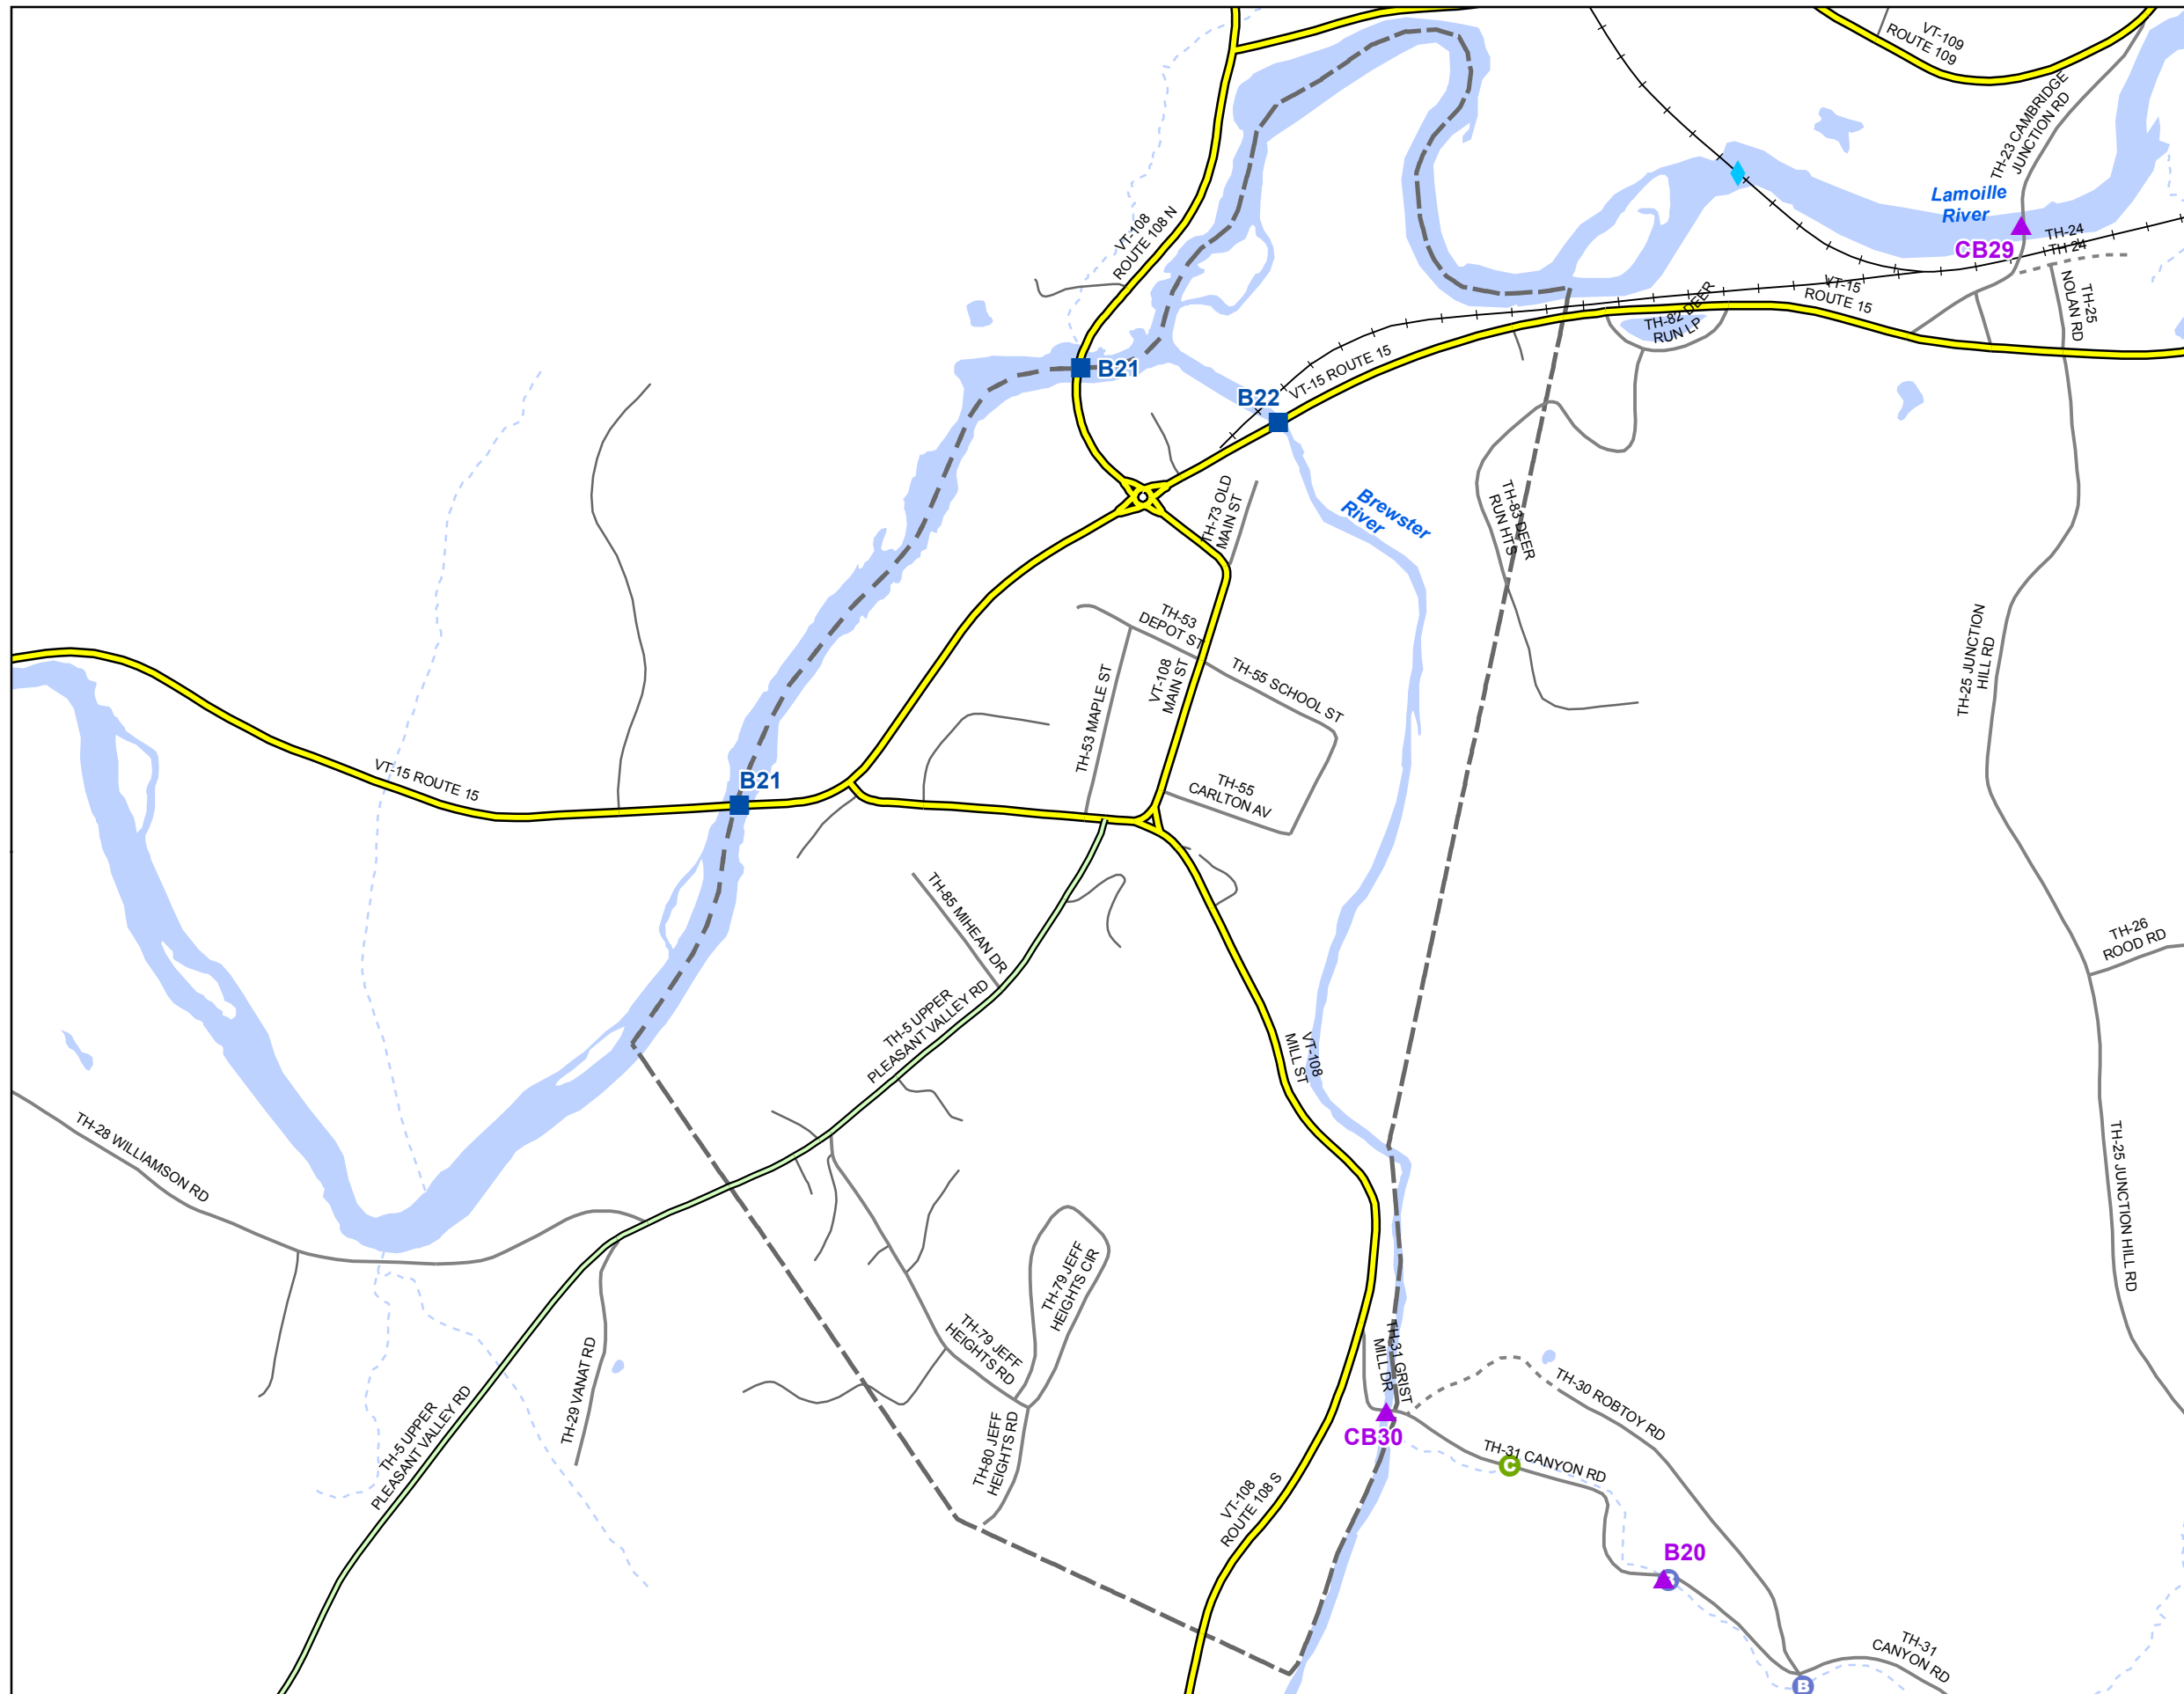 VT-109
ROUTE 109
TH-23 CAMBRIDGE
JUNCTION RD
Lamoille
River
CB29
TH-24
TH 24
VT-108
ROUTE 108 N
VT-15
ROUTE 15
TH-25
NOLAN RD
TH-82 DEER
RUN LP
B21
B22
VT-15 ROUTE 15
TH-73 OLD
MAIN ST
Brewster
River
TH-83 DEER
RUN HTS
TH-53
DEPOT ST
TH-55 SCHOOL ST
VT-108
MAIN ST
TH-53 MAPLE ST
TH-25 JUNCTION
HILL RD
VT-15 ROUTE 15
B21
TH-55
CARLTON AV
TH-85 MIHEAN DR
TH-26
ROOD RD
TH-5 UPPER
PLEASANT VALLEY RD
VT-108
MILL ST
TH-28 WILLIAMSON RD
TH-25 JUNCTION HILL RD
TH-79 JEFF
HEIGHTS CIR
TH-79 JEFF
HEIGHTS RD
TH-31 GRIST
MILL DR
TH-29 VANAT RD
TH-30 ROBTOY RD
TH-5 UPPER
PLEASANT VALLEY RD
TH-80 JEFF
HEIGHTS RD
CB30
TH-31 CANYON RD
C
VT-108
ROUTE 108 S
B20
B
TH-31
CANYON RD
B